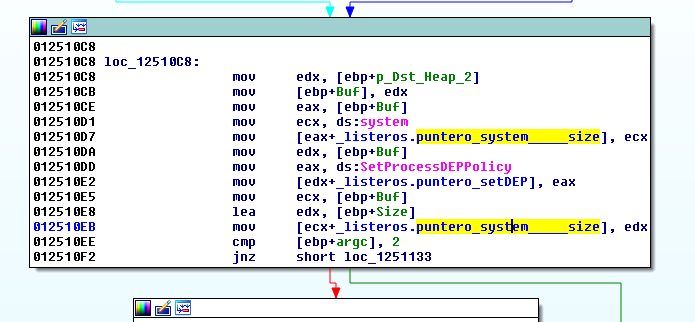 012510C8
012510C8 loc_12510C8:
012510C8 mov edx, [ebp+p_Dst_Heap_2]
012510CB mov [ebp+Buf], edx
012510CE mov eax, [ebp+Buf]
012510D1 mov ecx, ds:system
012510D7 mov [eax+_listeros.puntero_system_____size], ecx
012510DA mov edx, [ebp+Buf]
012510DD mov eax, ds:SetProcessDEPPolicy
012510E2 mov [edx+_listeros.puntero_setDEP], eax
012510E5 mov ecx, [ebp+Buf]
012510E8 lea edx, [ebp+Size]
012510EB mov [ecx+_listeros.puntero_system_____size], edx
012510EE cmp [ebp+argc], 2
012510F2 jnz short loc_1251133